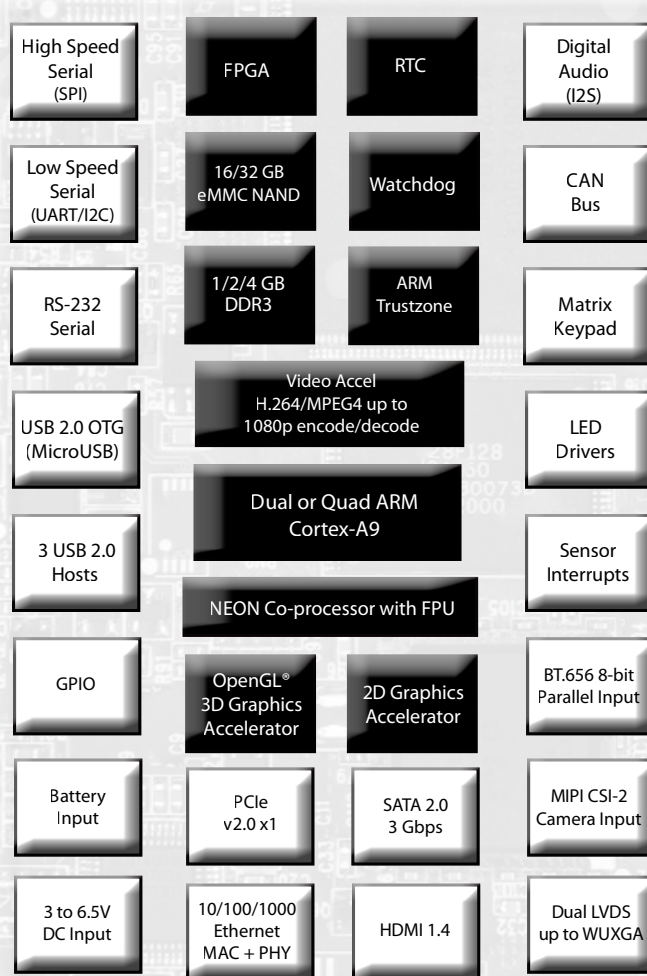 High Speed
Serial
(SPI)
FPGA
RTC
Digital
Audio
(I2S)
Low Speed
Serial
(UART/I2C)
16/32 GB
eMMC NAND
Watchdog
CAN
Bus
RS-232
Serial
1/2/4 GB
DDR3
ARM
Trustzone
Matrix
Keypad
Video Accel
H.264/MPEG4 up to
1080p encode/decode
USB 2.0 OTG
(MicroUSB)
LED
Drivers
Dual or Quad ARM
Cortex-A9
3 USB 2.0
Hosts
Sensor
Interrupts
NEON Co-processor with FPU
GPIO
OpenGL®
3D Graphics
Accelerator
2D Graphics
Accelerator
BT.656 8-bit
Parallel Input
Battery
Input
PCIe
v2.0 x1
SATA 2.0
3 Gbps
MIPI CSI-2
Camera Input
3 to 6.5V
DC Input
10/100/1000
Ethernet
MAC + PHY
HDMI 1.4
Dual LVDS
up to WUXGA